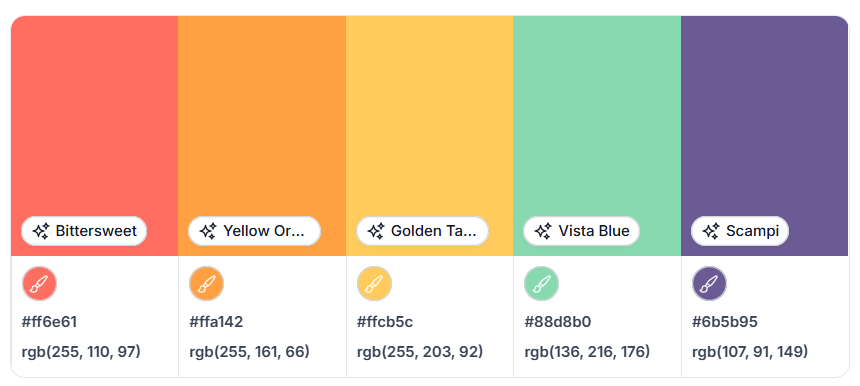 Bittersweet
Yellow Or...
Golden Ta...
Vista Blue
Scampi
#ff6e61
#ffa142
#ffcb5c
#88d8b0
#6b5b95
rgb(255, 110, 97)
rgb(255, 161, 66)
rgb(255, 203, 92)
rgb(136, 216, 176)
rgb(107, 91, 149)